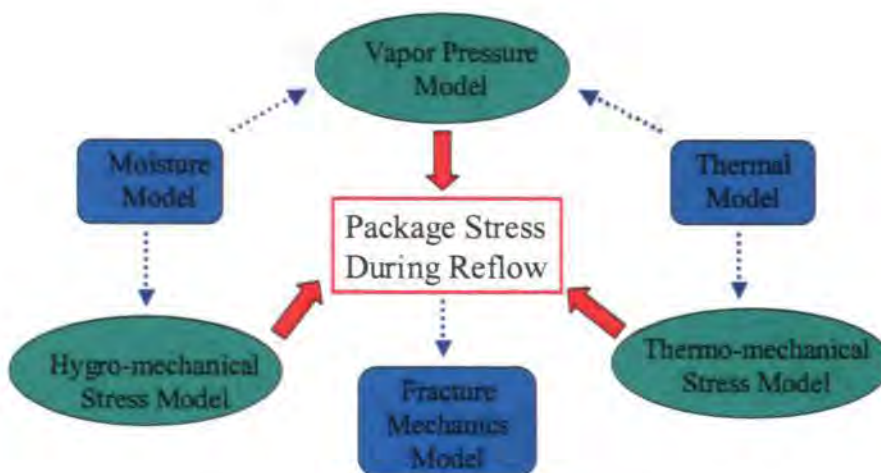 Vapor Pressure
Model
Moisture
Model
Thermal
Model
Package Stress
During Reflow
Hygro-mechanical
Stress Model
Thermo-mechanical
Stress Model
Fracture
Mechanics
Model